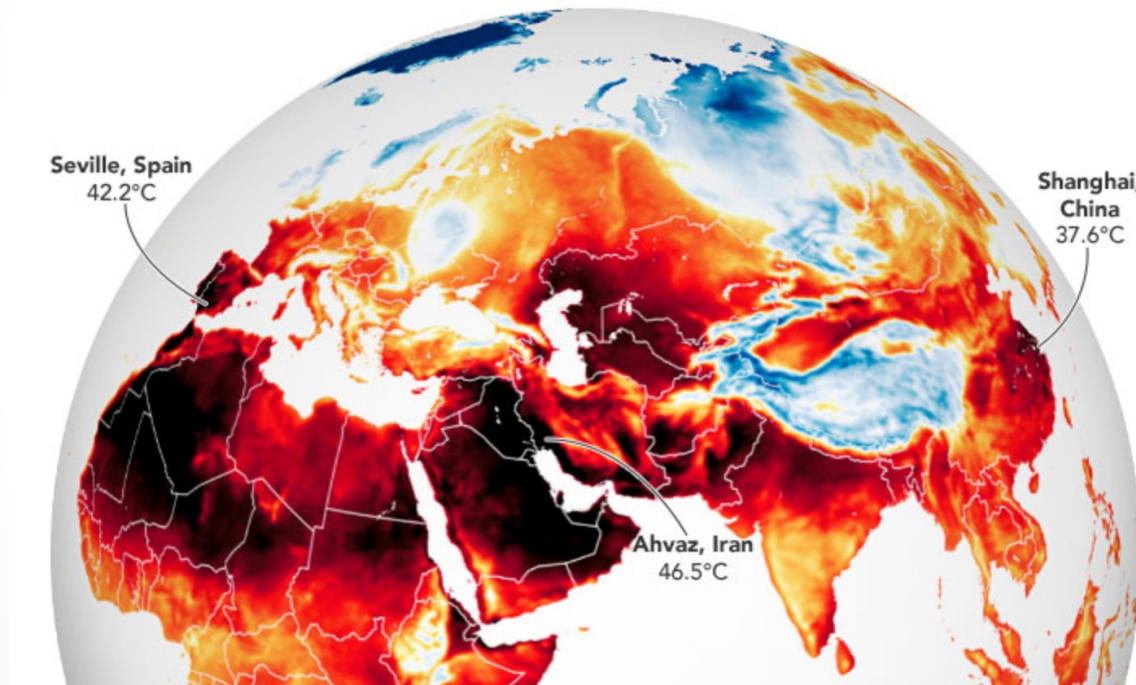 Seville, Spain
42.2°C
Shanghai,
China
37.6°C
Ahvaz, Iran
46.5°C